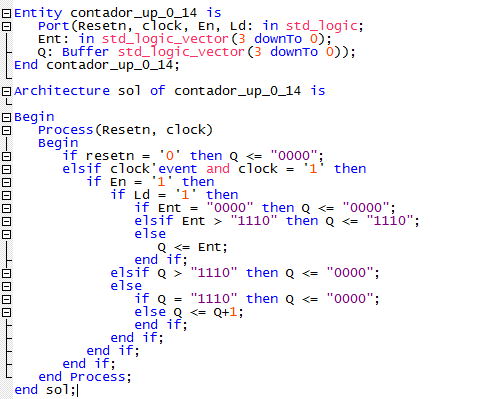 Entity contador_up_0_14 is
Port(Resetn, clock, En, Ld: in std_logic;
Ent: in std_logic_vector(3 downTo 0);
Q: Buffer std_logic_vector(3 downTo 0));
End contador_up_0_14;
Architecture sol of contador_up_0_14 is
Begin
Process(Resetn, clock)
Begin
if resetn = '0' then Q <= "0000";
elsif clock'event and clock = '1' then
if En = '1' then
if Ld = '1' then
if Ent = "0000" then Q <= "0000";
elsif Ent > "1110" then Q <= "1110";
else
Q <= Ent;
end if;
elsif Q > "1110" then Q <= "0000";
else
if Q = "1110" then Q <= "0000";
else Q <= Q+1;
end if;
end if;
end if;
end if;
end Process;
end sol;